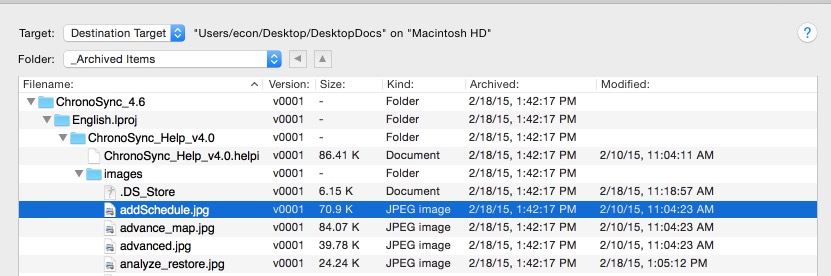 Target: Destination Target "Users/econ/Desktop/DesktopDocs" on "Macintosh HD" ?
Folder: _Archived Items
Filename: Version: Size: Kind: Archived: Modified:
ChronoSync_4.6 v0001 - Folder 2/18/15, 1:42:17 PM
English.lproj v0001 - Folder 2/18/15, 1:42:17 PM
ChronoSync_Help_v4.0 v0001 - Folder 2/18/15, 1:42:17 PM
ChronoSync_Help_v4.0.helpi v0001 86.41 K Document 2/18/15, 1:42:17 PM 2/10/15, 11:04:11 AM
images v0001 - Folder 2/18/15, 1:42:17 PM
.DS_Store v0001 6.15 K Document 2/18/15, 1:42:17 PM 2/18/15, 11:18:57 AM
addSchedule.jpg v0001 70.9 K JPEG image 2/18/15, 1:42:17 PM 2/10/15, 11:04:23 AM
advance_map.jpg v0001 84.07 K JPEG image 2/18/15, 1:42:17 PM 2/10/15, 11:04:23 AM
advanced.jpg v0001 39.78 K JPEG image 2/18/15, 1:42:17 PM 2/10/15, 11:04:23 AM
analyze_restore.jpg v0001 24.24 K JPEG image 2/18/15, 1:42:17 PM 2/18/15, 1:05:12 PM